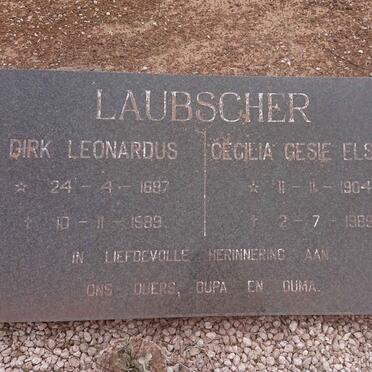 LAUBSCHER
DIRK LEONARDUS CECILIA GESIE ELS
☆ 24 - 4 - 1887 ☆ 11 - 11 - 1904
† 10 - 11 - 1989 † 2 - 7 - 1989
IN LIEFDEVOLLE HERINNERING AAN
ONS OUERS, OUPA EN OUMA.